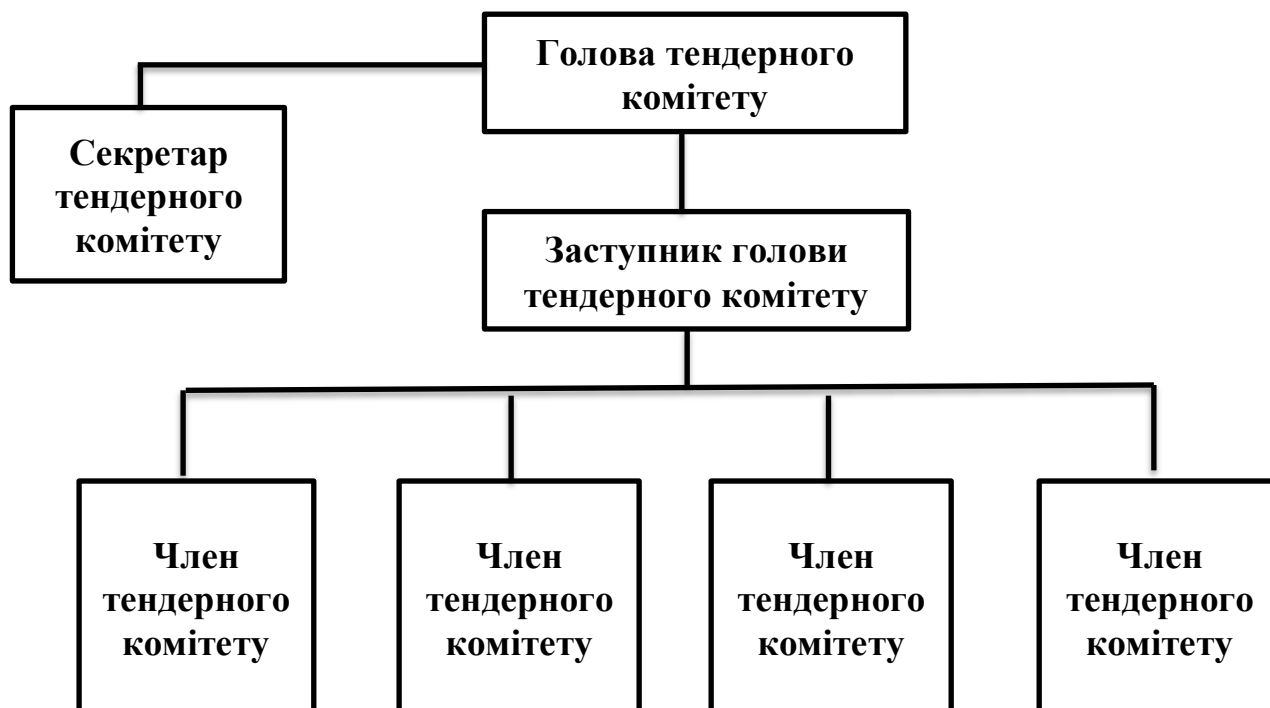 Голова тендерного
комітету
Секретар
тендерного
комітету
Заступник голови
тендерного комітету
Член
тендерного
комітету
Член
тендерного
комітету
Член
тендерного
комітету
Член
тендерного
комітету